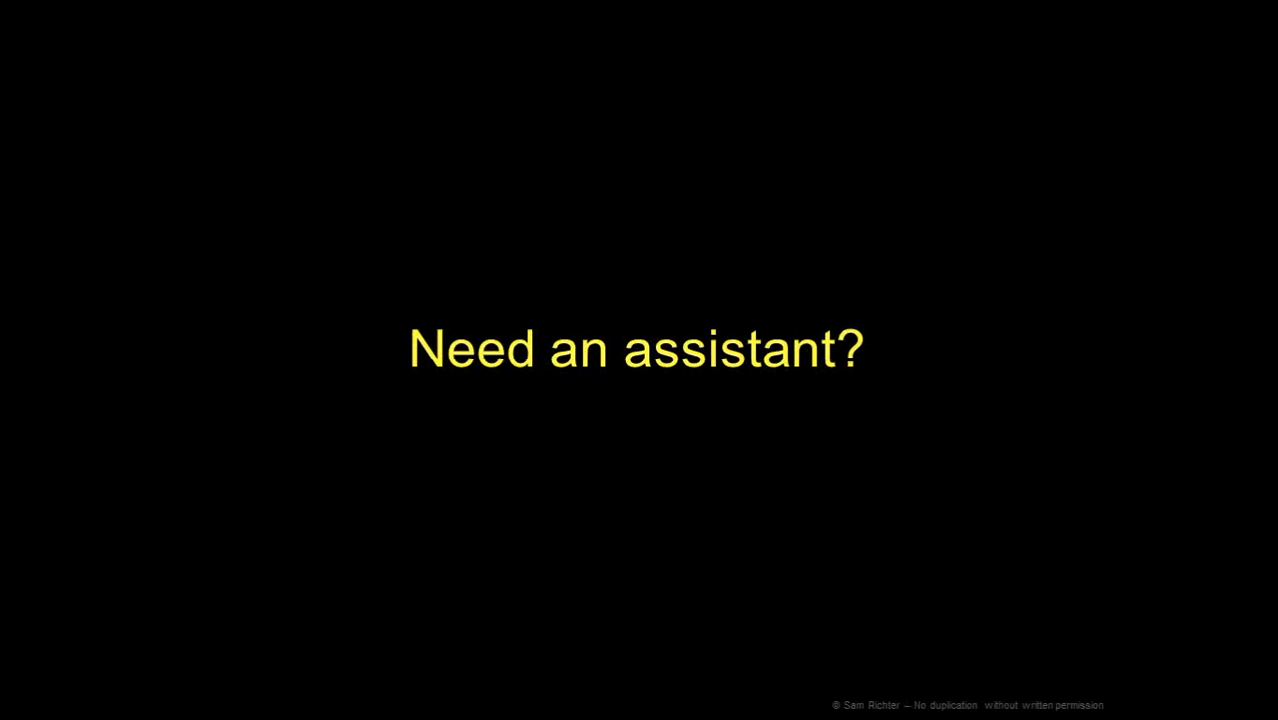 Need an assistant?
© Sam Richter – No duplication without written permission